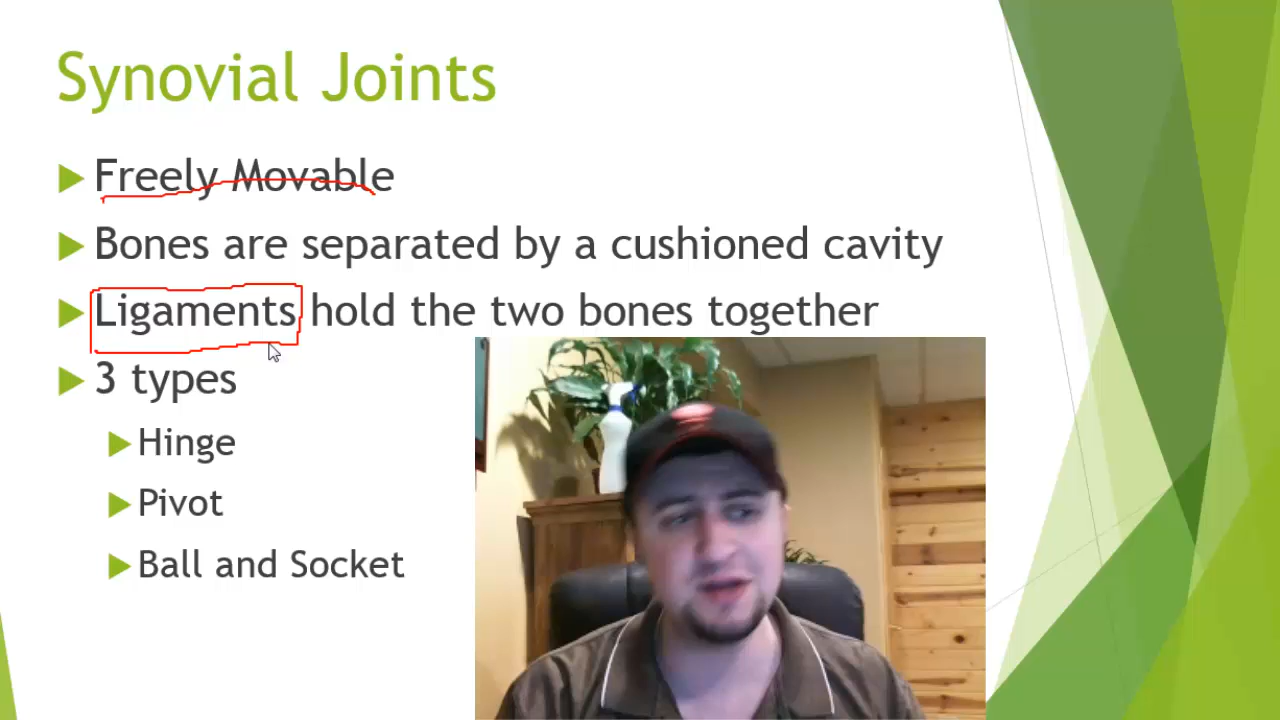 Synovial Joints
Freely Movable
Bones are separated by a cushioned cavity
Ligaments hold the two bones together
3 types
Hinge
Pivot
Ball and Socket